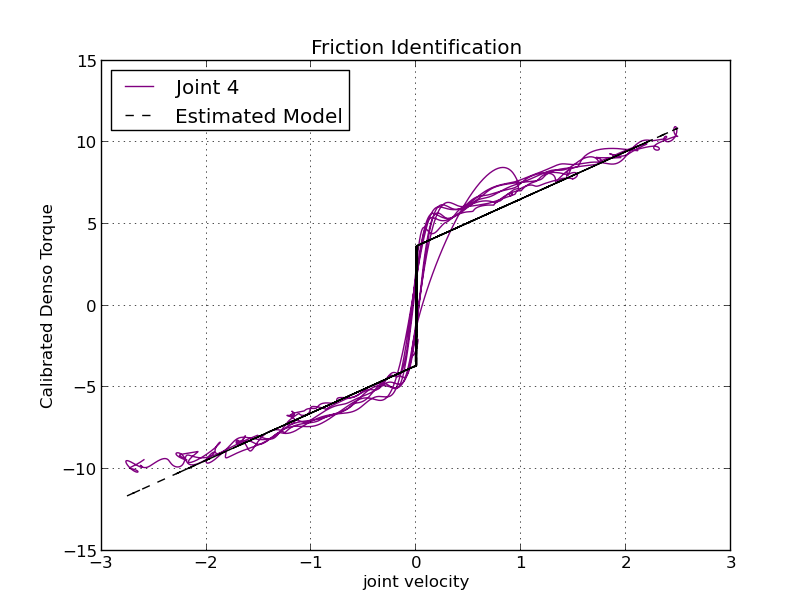 Friction Identification
Joint 4
Estimated Model
Calibrated Denso Torque
15
10
5
0
−5
−10
−15
−3
−2
−1
0
1
2
3
joint velocity